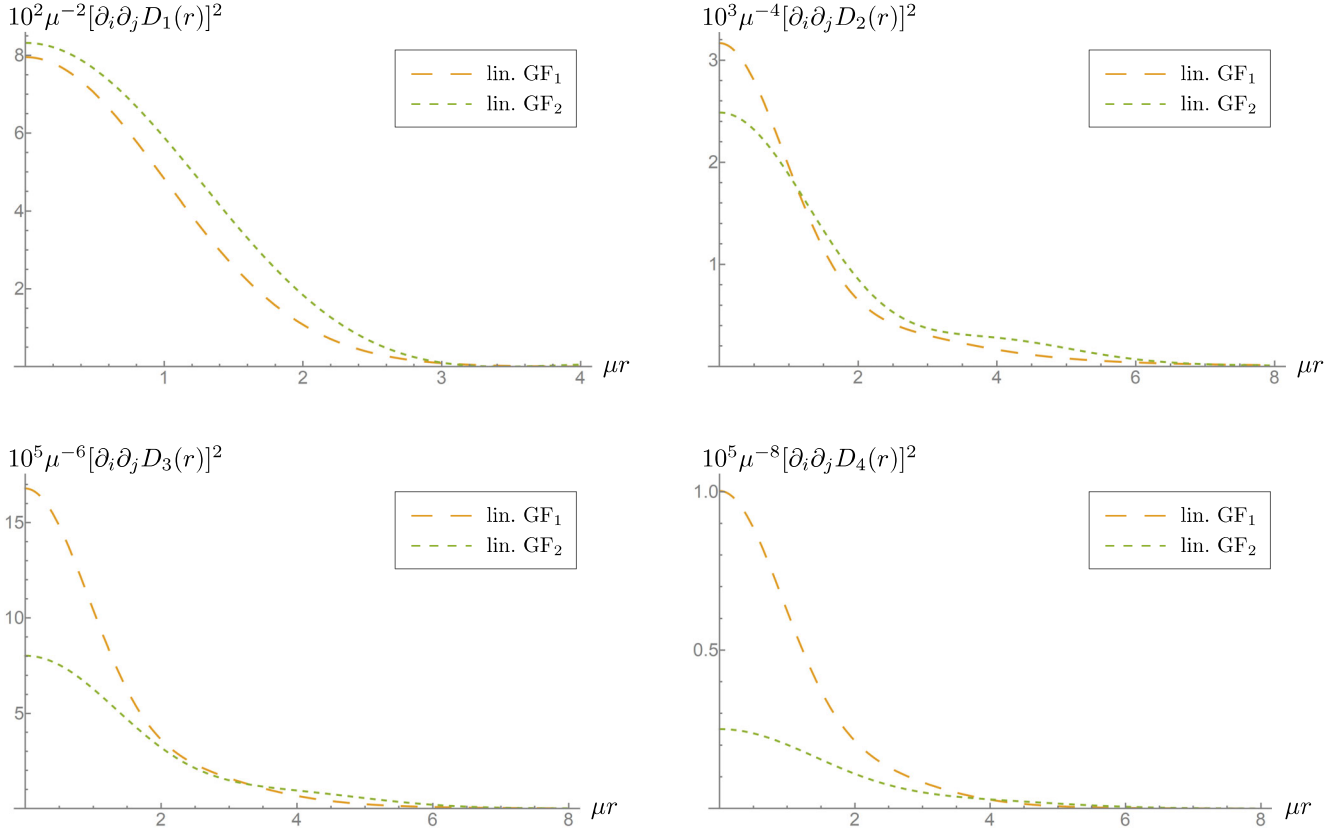 10²μ⁻²[∂ᵢ∂ⱼD₁(r)]²
8
6
4
2
1
2
3
4
μr
lin. GF₁
lin. GF₂
10³μ⁻⁴[∂ᵢ∂ⱼD₂(r)]²
3
2
1
2
4
6
8
μr
lin. GF₁
lin. GF₂
10⁵μ⁻⁶[∂ᵢ∂ⱼD₃(r)]²
15
10
5
2
4
6
8
μr
lin. GF₁
lin. GF₂
10⁵μ⁻⁸[∂ᵢ∂ⱼD₄(r)]²
1.0
0.5
2
4
6
8
μr
lin. GF₁
lin. GF₂